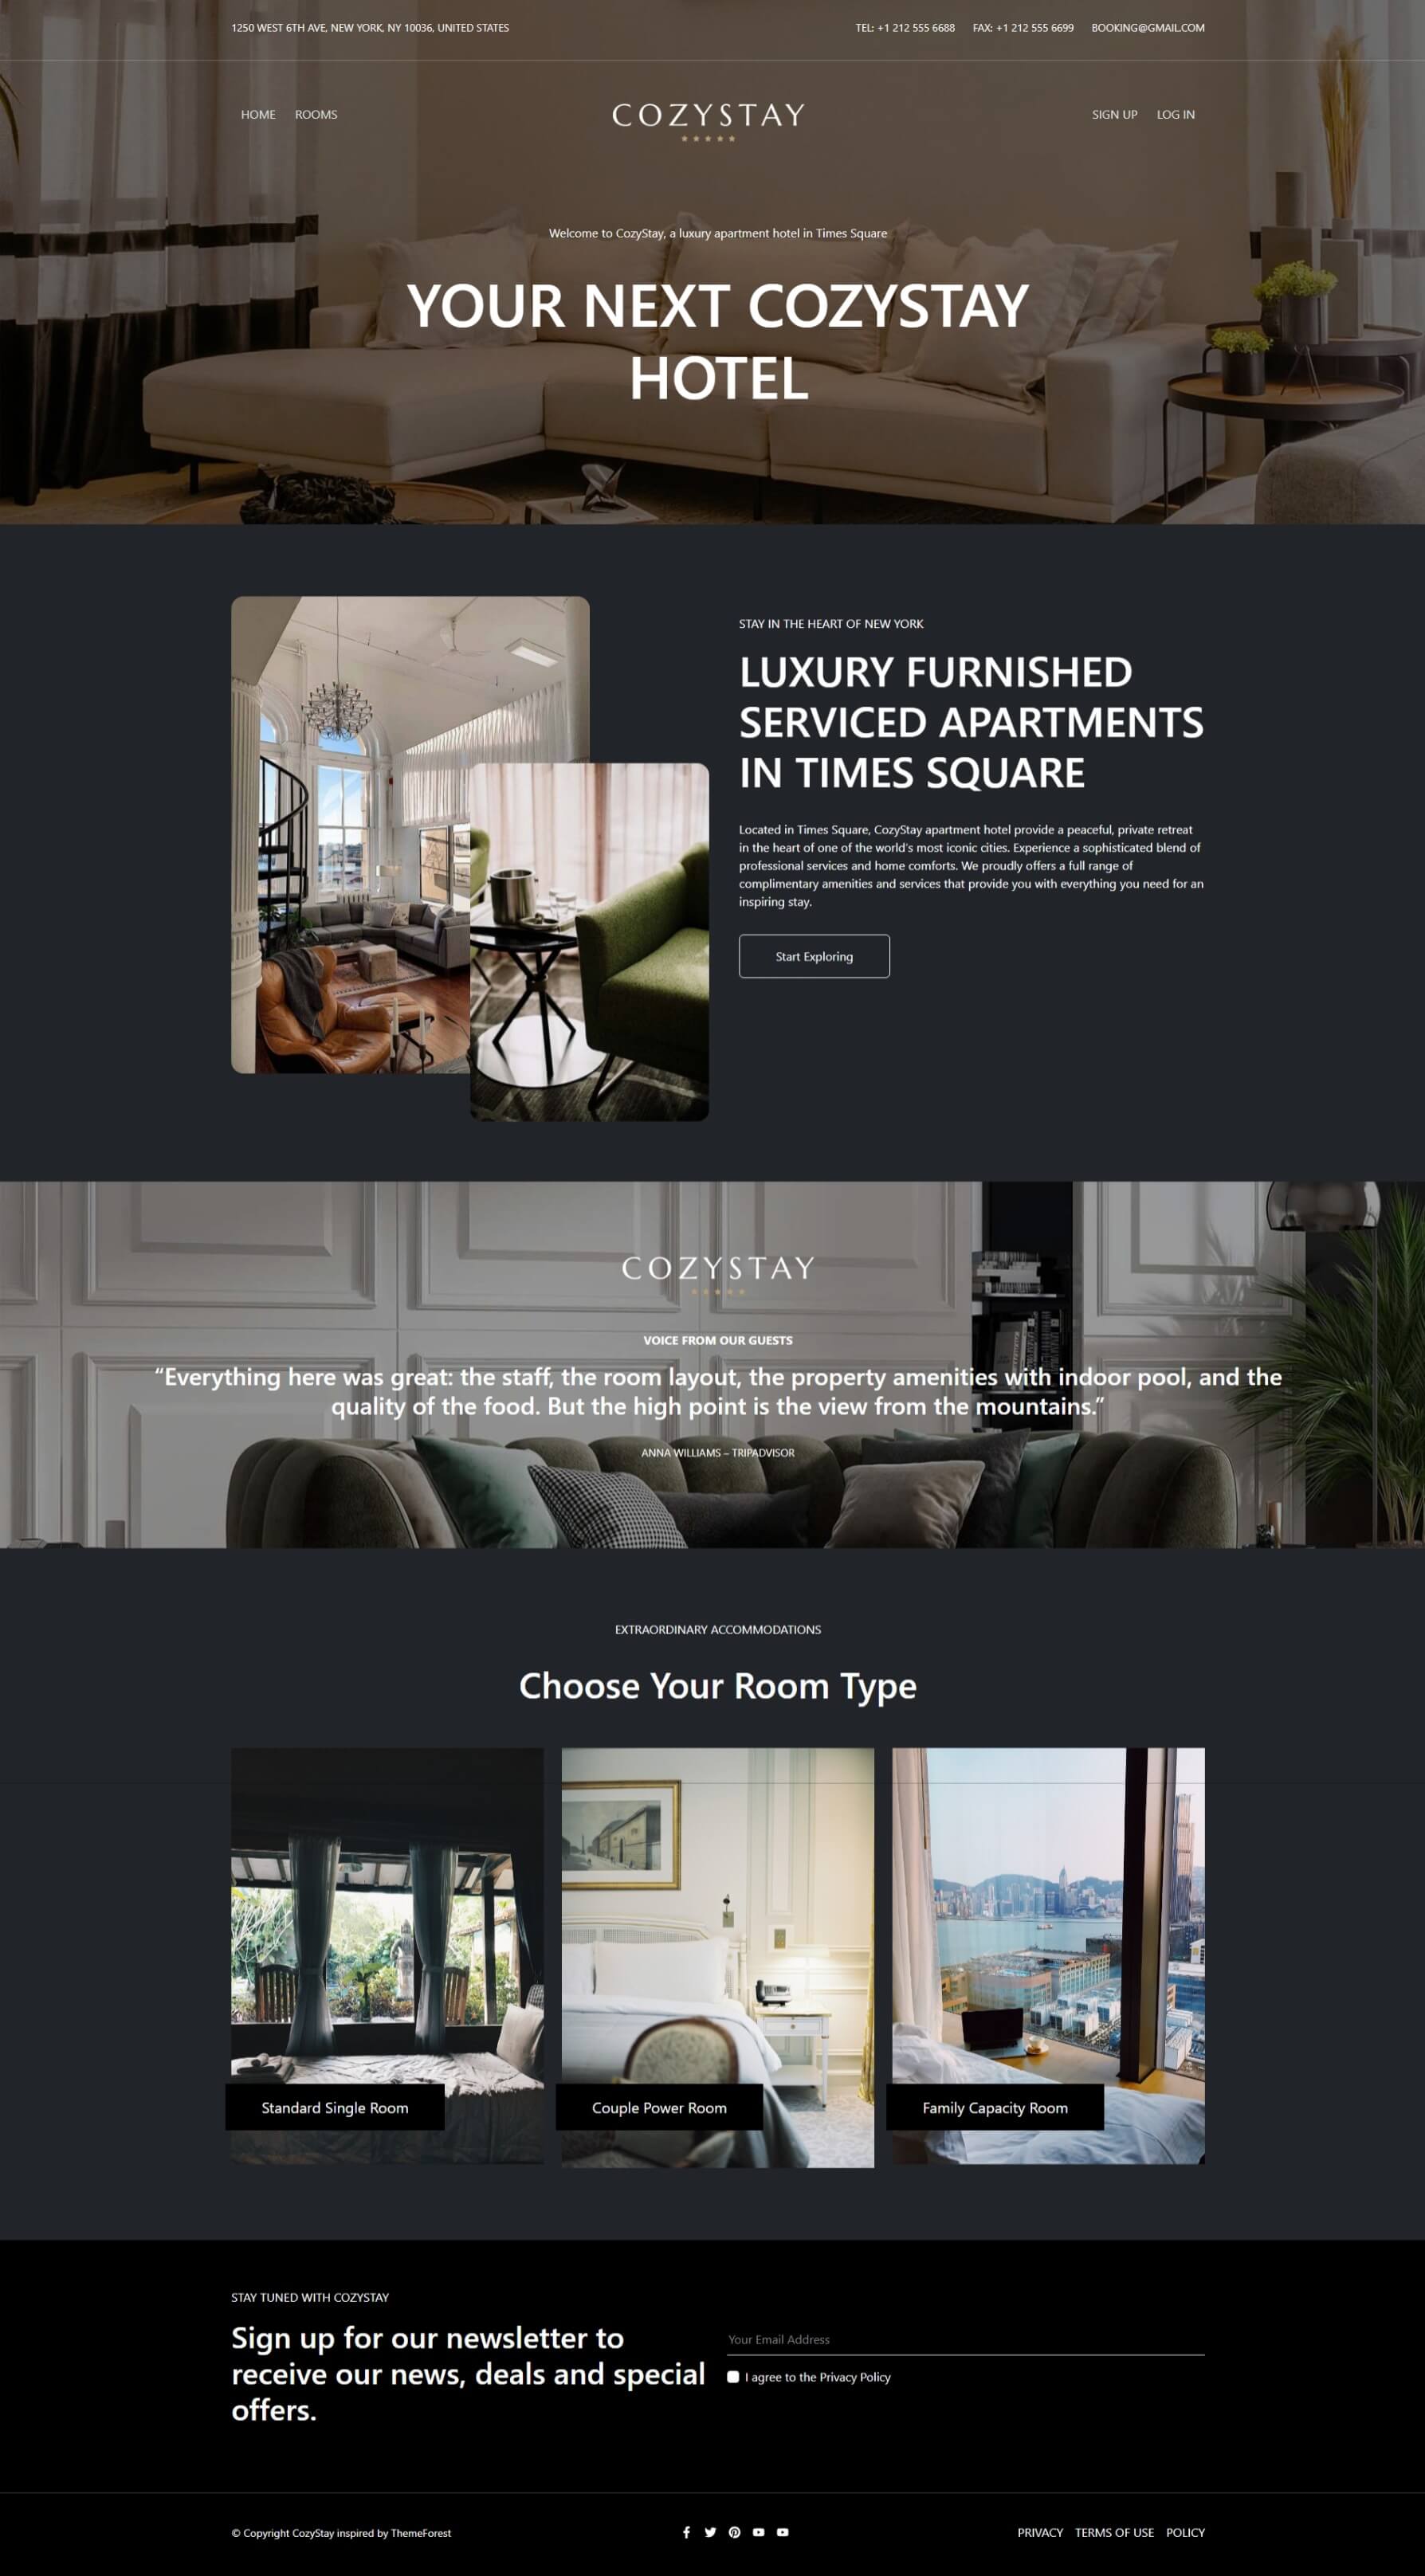 1250 WEST 6TH AVE, NEW YORK, NY 10036, UNITED STATES
TEL: +1 212 555 6688 FAX: +1 212 555 6699 BOOKING@GMAIL.COM
HOME ROOMS
COZYSTAY
SIGN UP LOG IN
Welcome to CozyStay, a luxury apartment hotel in Times Square
YOUR NEXT COZYSTAY
HOTEL
STAY IN THE HEART OF NEW YORK
LUXURY FURNISHED
SERVICED APARTMENTS
IN TIMES SQUARE
Located in Times Square, CozyStay apartment hotel provide a peaceful, private retreat
in the heart of one of the world's most iconic cities. Experience a sophisticated blend of
professional services and home comforts. We proudly offers a full range of
complimentary amenities and services that provide you with everything you need for an
inspiring stay.
Start Exploring
COZYSTAY
VOICE FROM OUR GUESTS
“Everything here was great: the staff, the room layout, the property amenities with indoor pool, and the
quality of the food. But the high point is the view from the mountains.”
ANNA WILLIAMS – TRIPADVISOR
EXTRAORDINARY ACCOMMODATIONS
Choose Your Room Type
Standard Single Room
Couple Power Room
Family Capacity Room
STAY TUNED WITH COZYSTAY
Sign up for our newsletter to
receive our news, deals and special
offers.
Your Email Address
I agree to the Privacy Policy
© Copyright CozyStay inspired by ThemeForest
PRIVACY TERMS OF USE POLICY